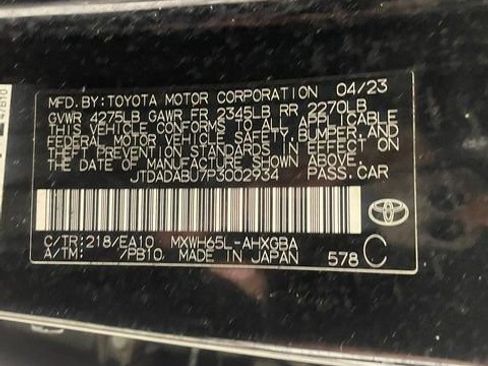 MFD.BY:TOYOTA MOTOR CORPORATION 04/23
GVWR 4275LB GAWR FR 2345LB RR 2270LB
THIS VEHICLE CONFORMS TO ALL APPLICABLE
FEDERAL MOTOR VEHICLE SAFETY,BUMPER,AND
THEFT PREVENTION STANDARDS IN EFFECT ON
THE DATE OF MANUFACTURE SHOWN ABOVE.
JTDADABU7P3002934 PASS.CAR
C/TR:218/EA10 MXWH65L-AHXGBA
A/TM: /PB10, MADE IN JAPAN 578 C